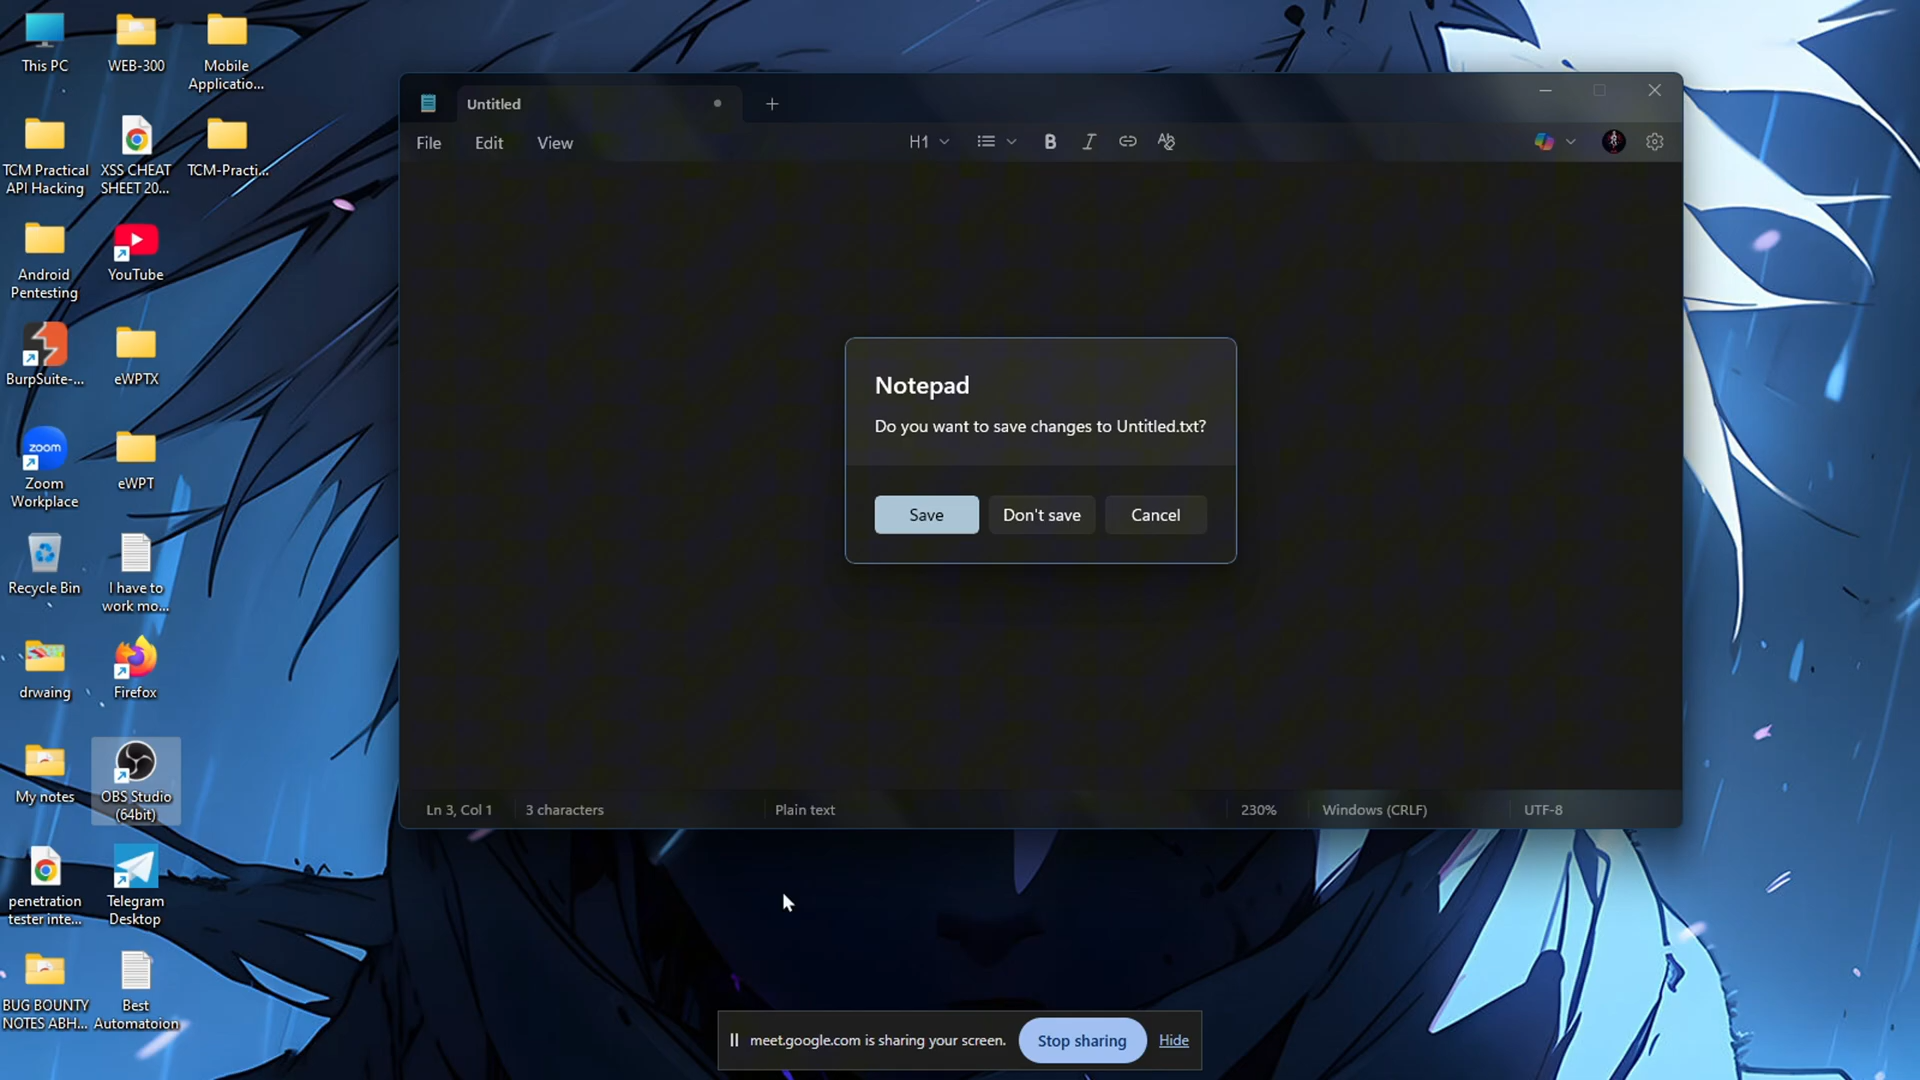 This PC
WEB-300
Mobile
Applicatio...
TCM Practical
API Hacking
XSS CHEAT
SHEET 20...
TCM-Practi...
Android
Pentesting
YouTube
BurpSuite-...
eWPTX
zoom
Zoom
Workplace
eWPT
Recycle Bin
I have to
work mo...
drwaing
Firefox
My notes
OBS Studio
(64bit)
penetration
tester inte...
Telegram
Desktop
BUG BOUNTY
NOTES ABH...
Best
Automatoion
Untitled
File
Edit
View
H1
B
I
Notepad
Do you want to save changes to Untitled.txt?
Save
Don't save
Cancel
Ln 3, Col 1
3 characters
Plain text
230%
Windows (CRLF)
UTF-8
meet.google.com is sharing your screen.
Stop sharing
Hide